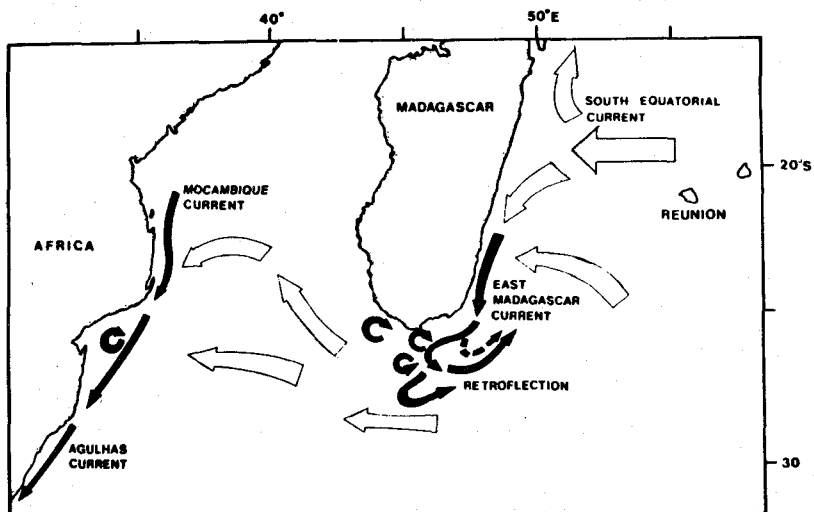 40°
50°E
MADAGASCAR
SOUTH EQUATORIAL
CURRENT
20°S
MOCAMBIQUE
CURRENT
REUNION
AFRICA
EAST
MADAGASCAR
CURRENT
RETROFLECTION
AGULHAS
CURRENT
30